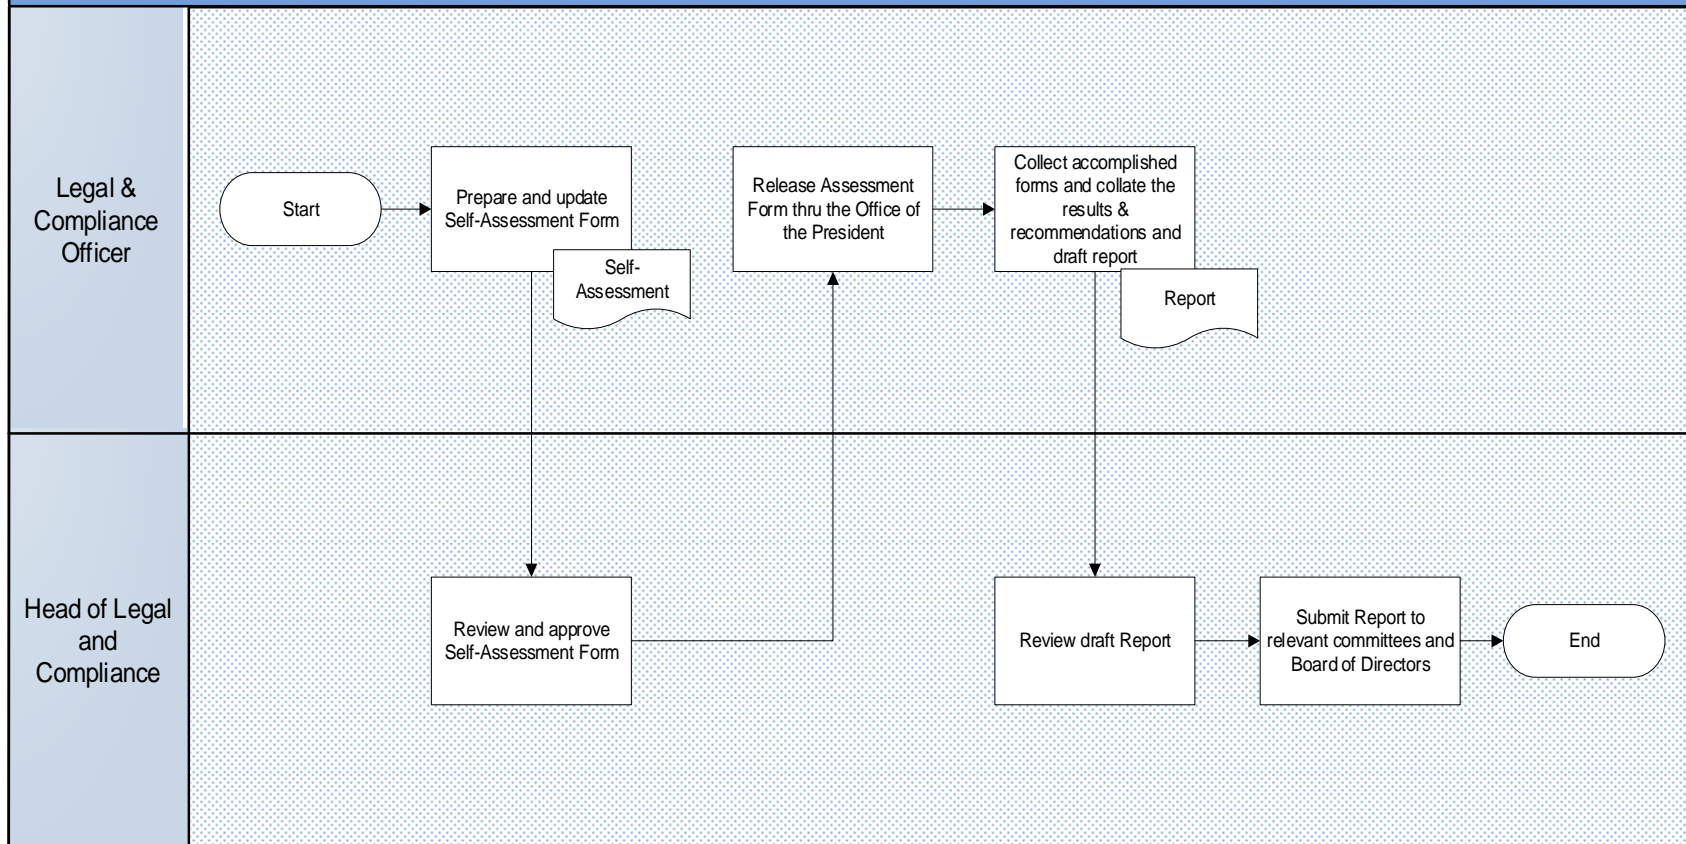 Legal &
Compliance
Officer
Start
Prepare and update
Self-Assessment Form
Self-
Assessment
Release Assessment
Form thru the Office of
the President
Collect accomplished
forms and collate the
results &
recommendations and
draft report
Report
Head of Legal
and
Compliance
Review and approve
Self-Assessment Form
Review draft Report
Submit Report to
relevant committees and
Board of Directors
End